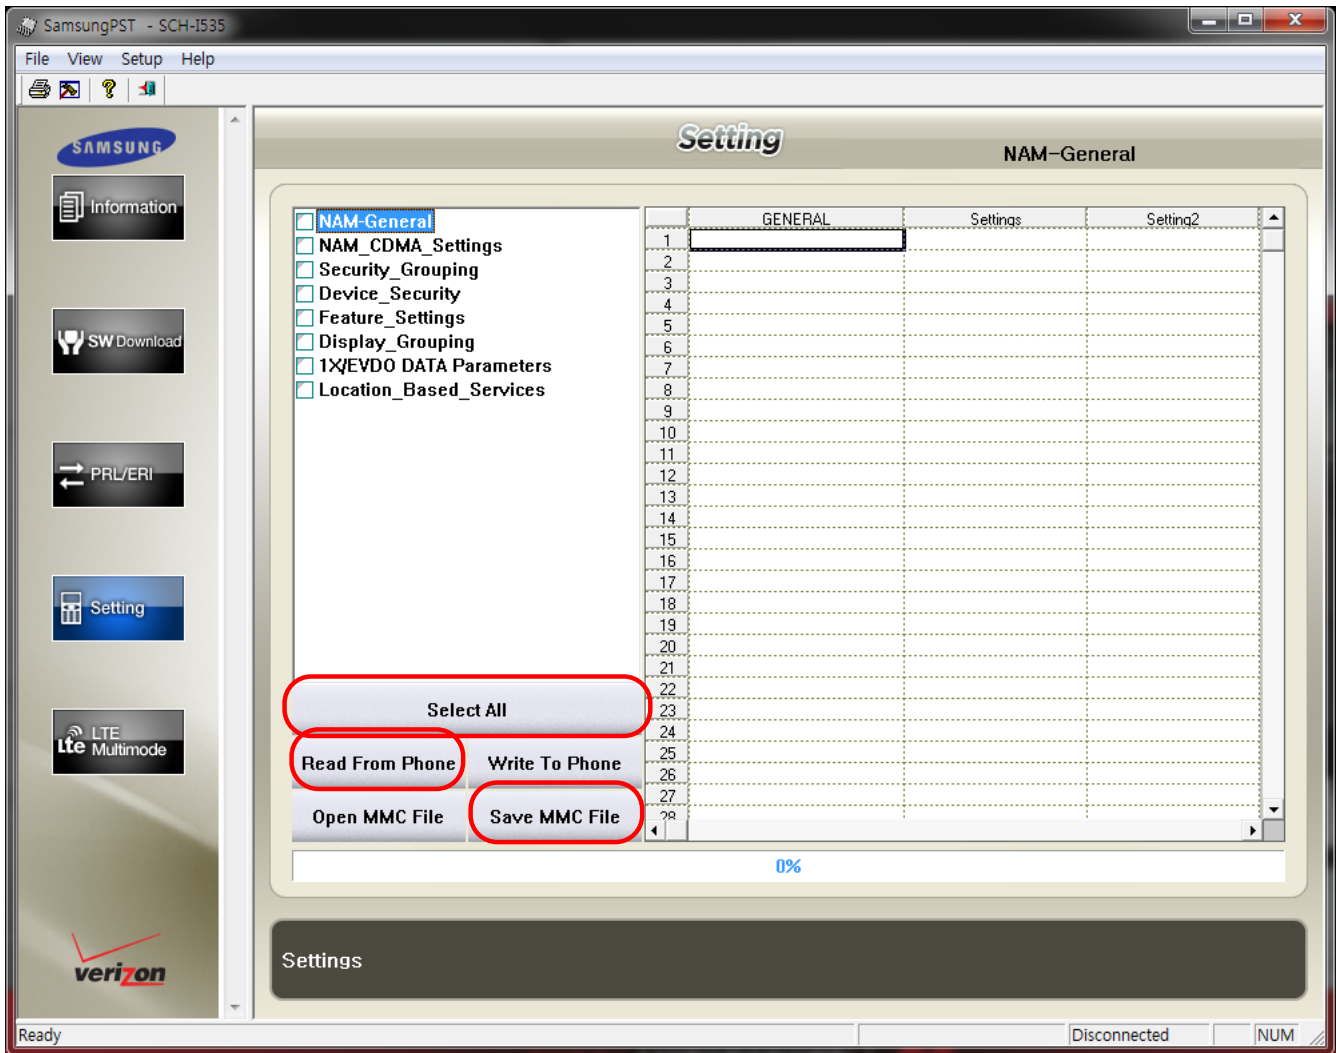 SamsungPST - SCH-I535
File View Setup Help
SAMSUNG
Setting
NAM-General
Information
SW Download
PRL/ERI
Setting
Lte LTE
Multimode
verizon
NAM-General
NAM_CDMA_Settings
Security_Grouping
Device_Security
Feature_Settings
Display_Grouping
1X/EVDO DATA Parameters
Location_Based_Services
Select All
Read From Phone Write To Phone
Open MMC File Save MMC File
GENERAL Settings Setting2
1
2
3
4
5
6
7
8
9
10
11
12
13
14
15
16
17
18
19
20
21
22
23
24
25
26
27
28
0%
Settings
Ready Disconnected NUM